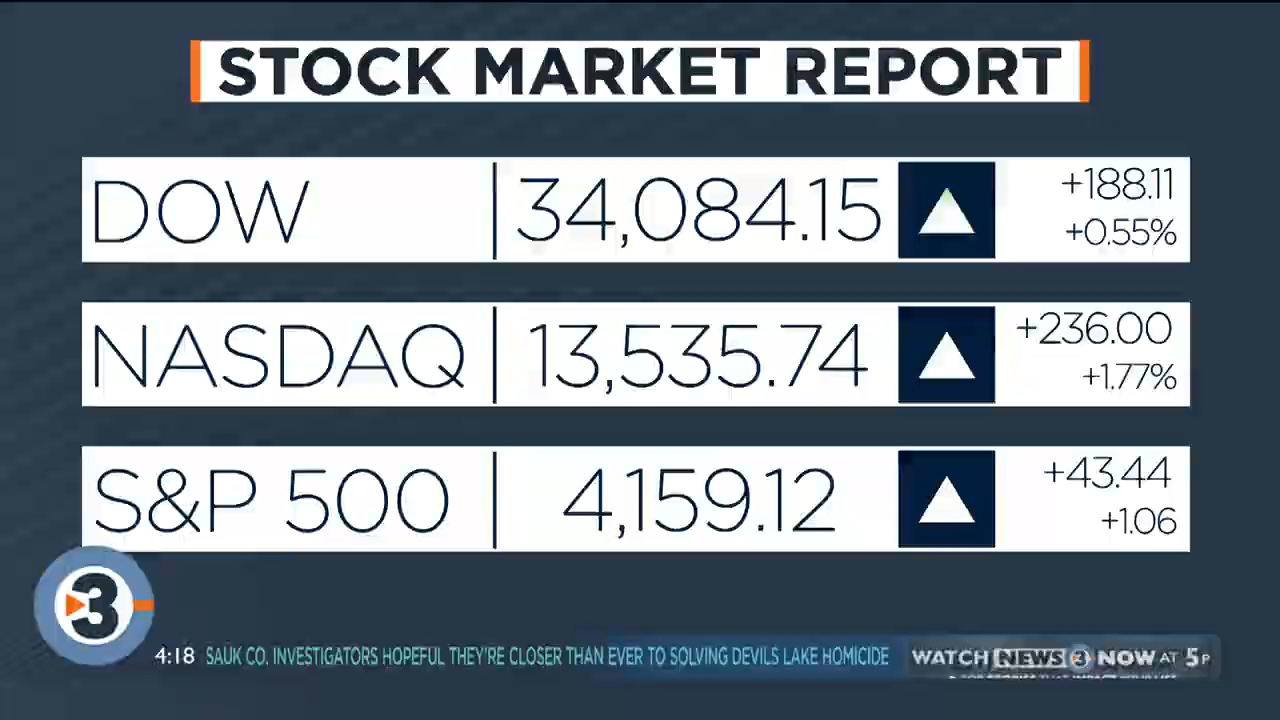 STOCK MARKET REPORT
DOW 34,084.15 +188.11
+0.55%
NASDAQ 13,535.74 +236.00
+1.77%
S&P 500 4,159.12 +43.44
+1.06
3
4:18 SAUK CO. INVESTIGATORS HOPEFUL THEY'RE CLOSER THAN EVER TO SOLVING DEVILS LAKE HOMICIDE WATCH NEWS 3 NOW AT 5P